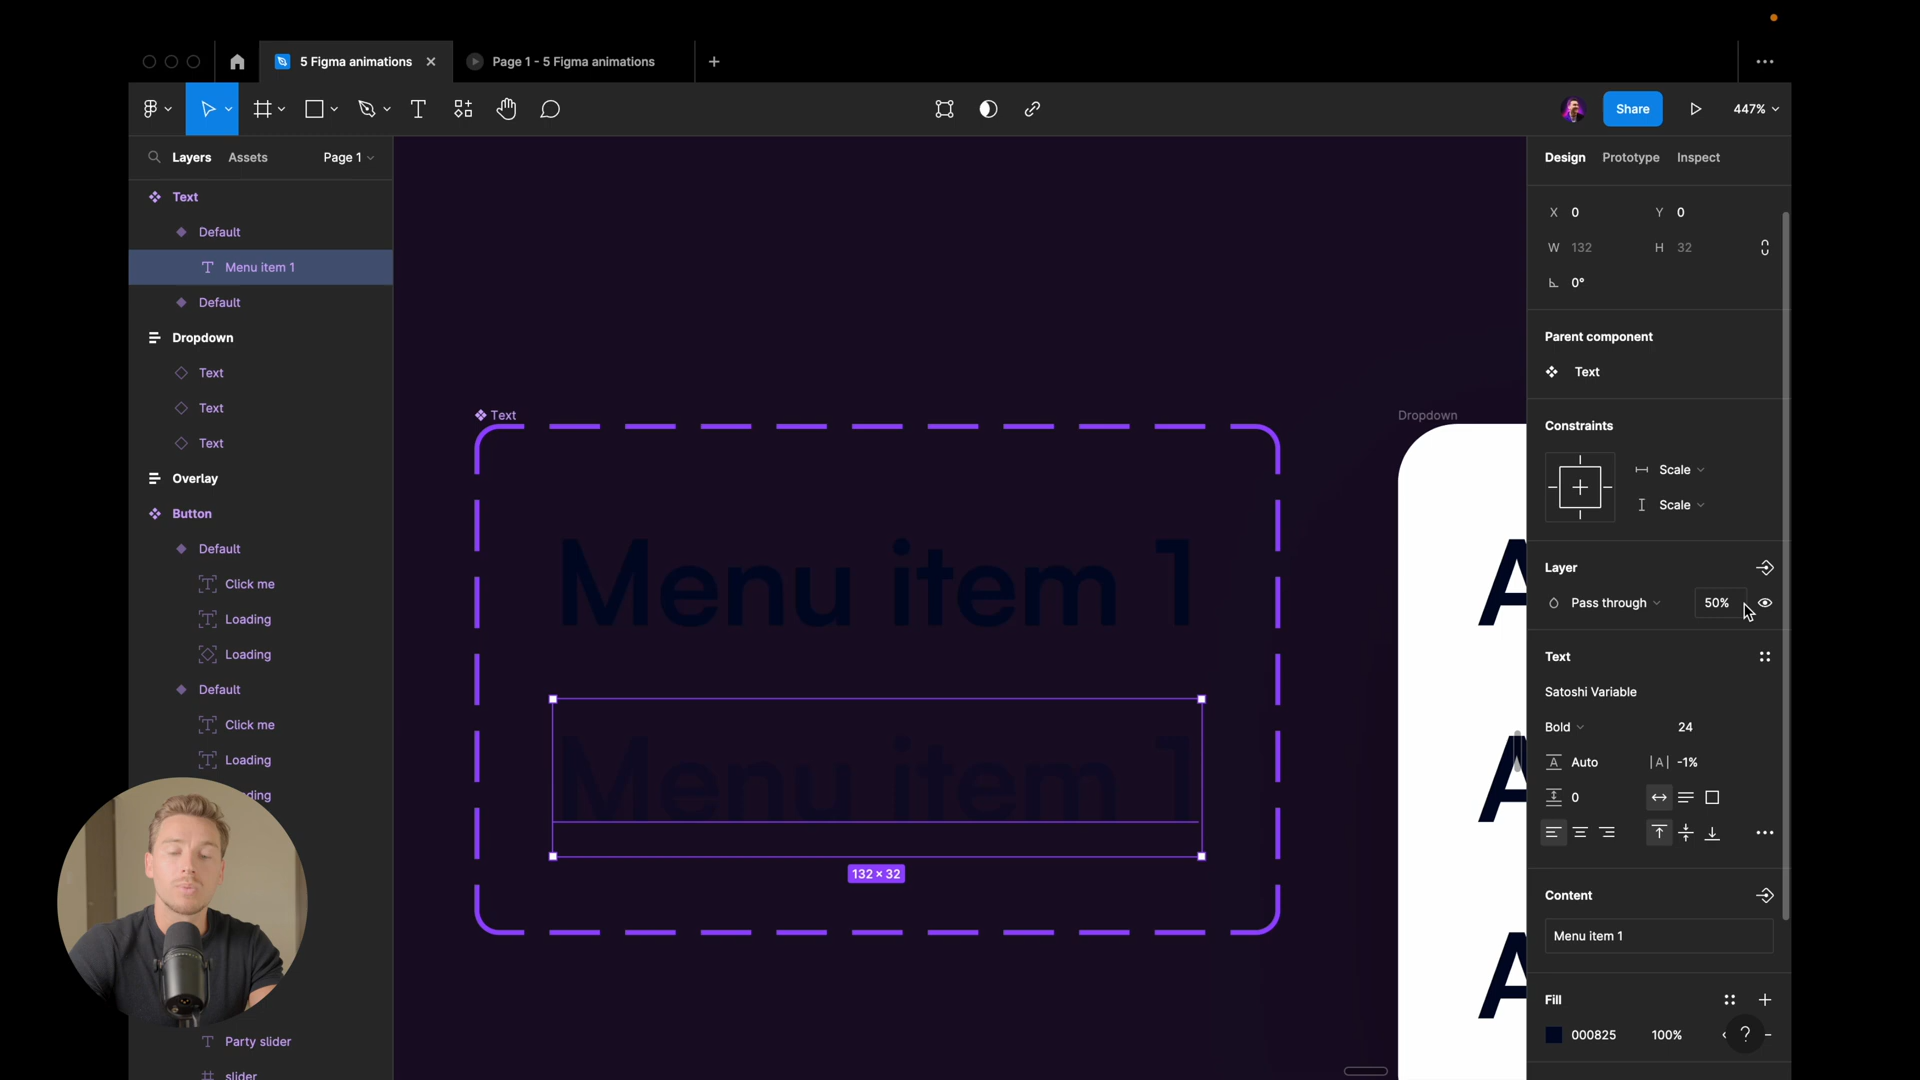 5 Figma animations
Page 1 - 5 Figma animations
Share
447%
Layers
Assets
Page 1
Design
Prototype
Inspect
Text
Default
Menu item 1
Default
Dropdown
Text
Text
Text
Overlay
Button
Default
Click me
Loading
Loading
Default
Click me
Loading
Party slider
slider
Text
Menu item 1
Menu item 1
132 × 32
Dropdown
A
A
A
X 0
Y 0
W 132
H 32
0°
Parent component
Text
Constraints
Scale
Scale
Layer
Pass through
50%
Text
Satoshi Variable
Bold
24
Auto
|A| -1%
0
Content
Menu item 1
Fill
000825
100%
?